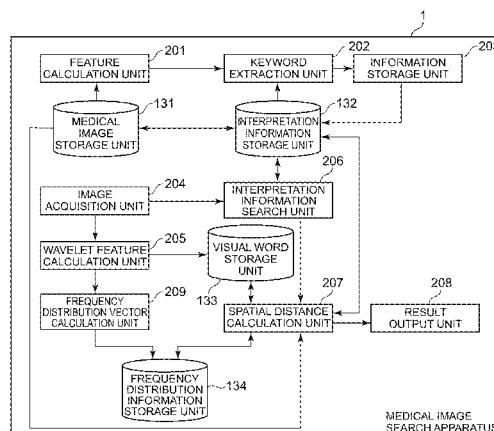 1
201
FEATURE
CALCULATION UNIT
202
KEYWORD
EXTRACTION UNIT
203
INFORMATION
STORAGE UNIT
131
MEDICAL
IMAGE
STORAGE UNIT
132
INTERPRETATION
INFORMATION
STORAGE UNIT
204
IMAGE
ACQUISITION UNIT
206
INTERPRETATION
INFORMATION
SEARCH UNIT
205
WAVELET FEATURE
CALCULATION UNIT
VISUAL WORD
STORAGE
UNIT
133
209
FREQUENCY
DISTRIBUTION VECTOR
CALCULATION UNIT
207
SPATIAL DISTANCE
CALCULATION UNIT
208
RESULT
OUTPUT UNIT
FREQUENCY
DISTRIBUTION
INFORMATION
STORAGE UNIT
134
MEDICAL IMAGE
SEARCH APPARATUS